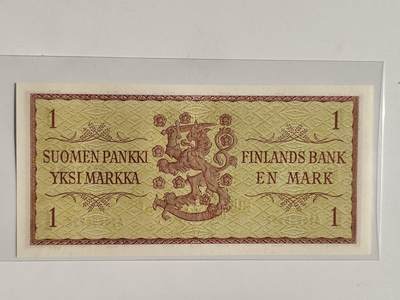 1 1
SUOMEN PANKKI FINLANDS BANK
YKSI MARKKA EN MARK
1 1